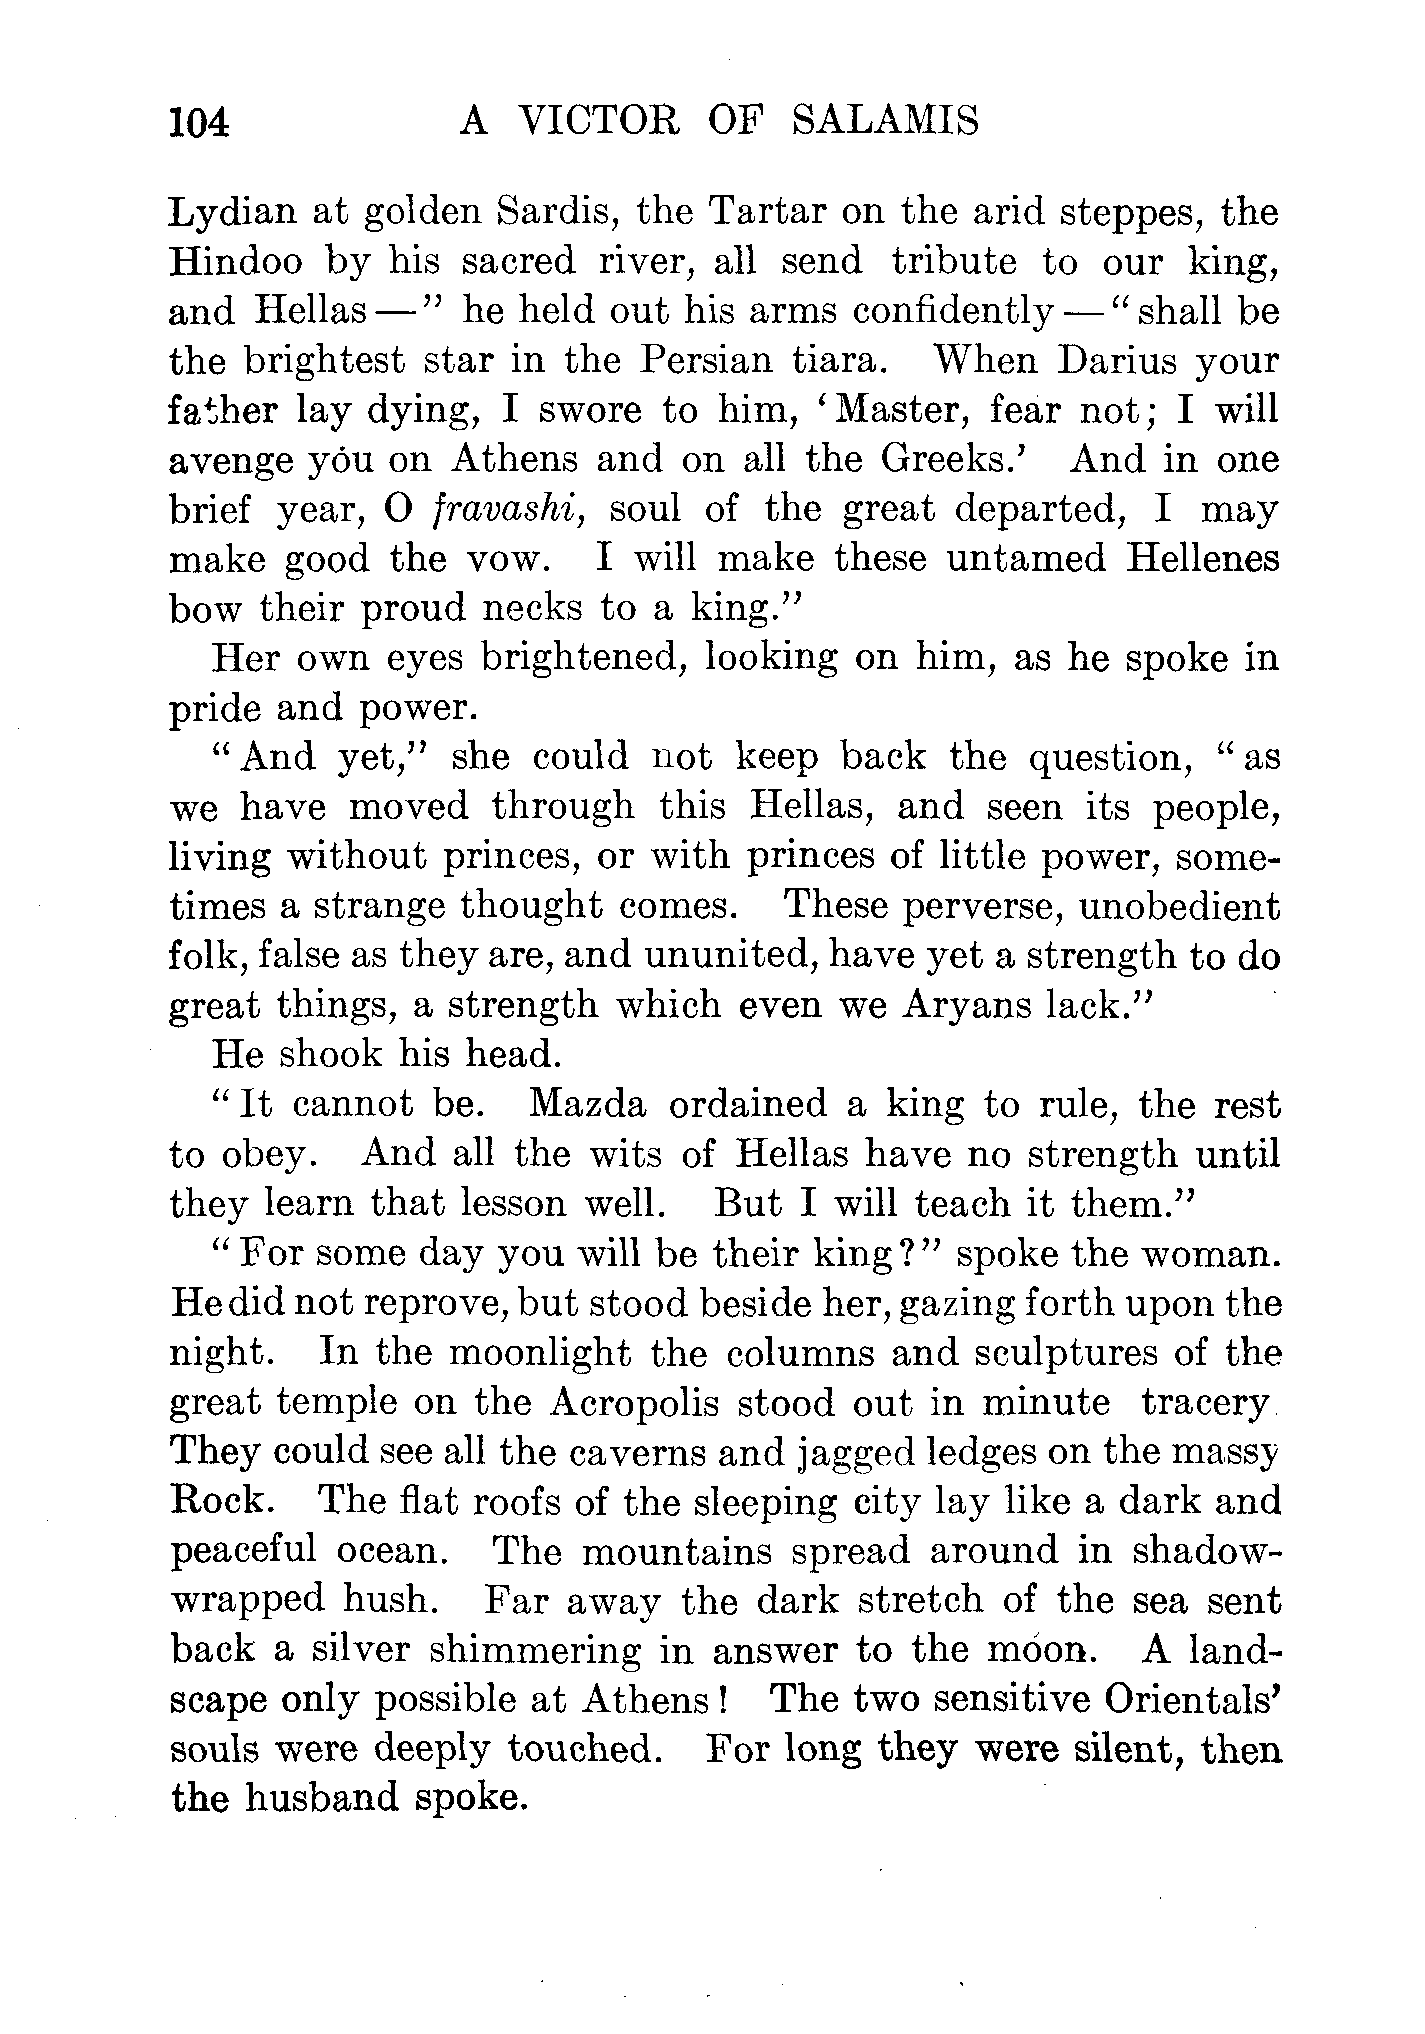 104 A VICTOR OF SALAMIS
Lydian at golden Sardis, the Tartar on the arid steppes, the
Hindoo by his sacred river, all send tribute to our king,
and Hellas—” he held out his arms confidently—“shall be
the brightest star in the Persian tiara. When Darius your
father lay dying, I swore to him, ‘Master, fear not; I will
avenge you on Athens and on all the Greeks.’ And in one
brief year, O fravashi, soul of the great departed, I may
make good the vow. I will make these untamed Hellenes
bow their proud necks to a king.”
Her own eyes brightened, looking on him, as he spoke in
pride and power.
“And yet,” she could not keep back the question, “as
we have moved through this Hellas, and seen its people,
living without princes, or with princes of little power, some-
times a strange thought comes. These perverse, unobedient
folk, false as they are, and ununited, have yet a strength to do
great things, a strength which even we Aryans lack.”
He shook his head.
“It cannot be. Mazda ordained a king to rule, the rest
to obey. And all the wits of Hellas have no strength until
they learn that lesson well. But I will teach it them.”
“For some day you will be their king?” spoke the woman.
He did not reprove, but stood beside her, gazing forth upon the
night. In the moonlight the columns and sculptures of the
great temple on the Acropolis stood out in minute tracery.
They could see all the caverns and jagged ledges on the massy
Rock. The flat roofs of the sleeping city lay like a dark and
peaceful ocean. The mountains spread around in shadow-
wrapped hush. Far away the dark stretch of the sea sent
back a silver shimmering in answer to the moon. A land-
scape only possible at Athens! The two sensitive Orientals’
souls were deeply touched. For long they were silent, then
the husband spoke.